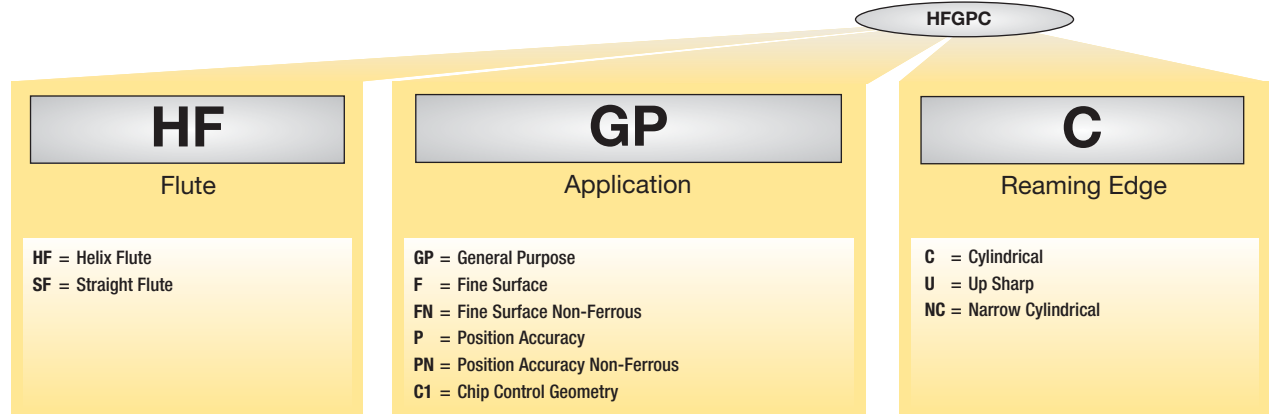 HFGPC
HF
Flute
HF = Helix Flute
SF = Straight Flute
GP
Application
GP = General Purpose
F = Fine Surface
FN = Fine Surface Non-Ferrous
P = Position Accuracy
PN = Position Accuracy Non-Ferrous
C1 = Chip Control Geometry
C
Reaming Edge
C = Cylindrical
U = Up Sharp
NC = Narrow Cylindrical